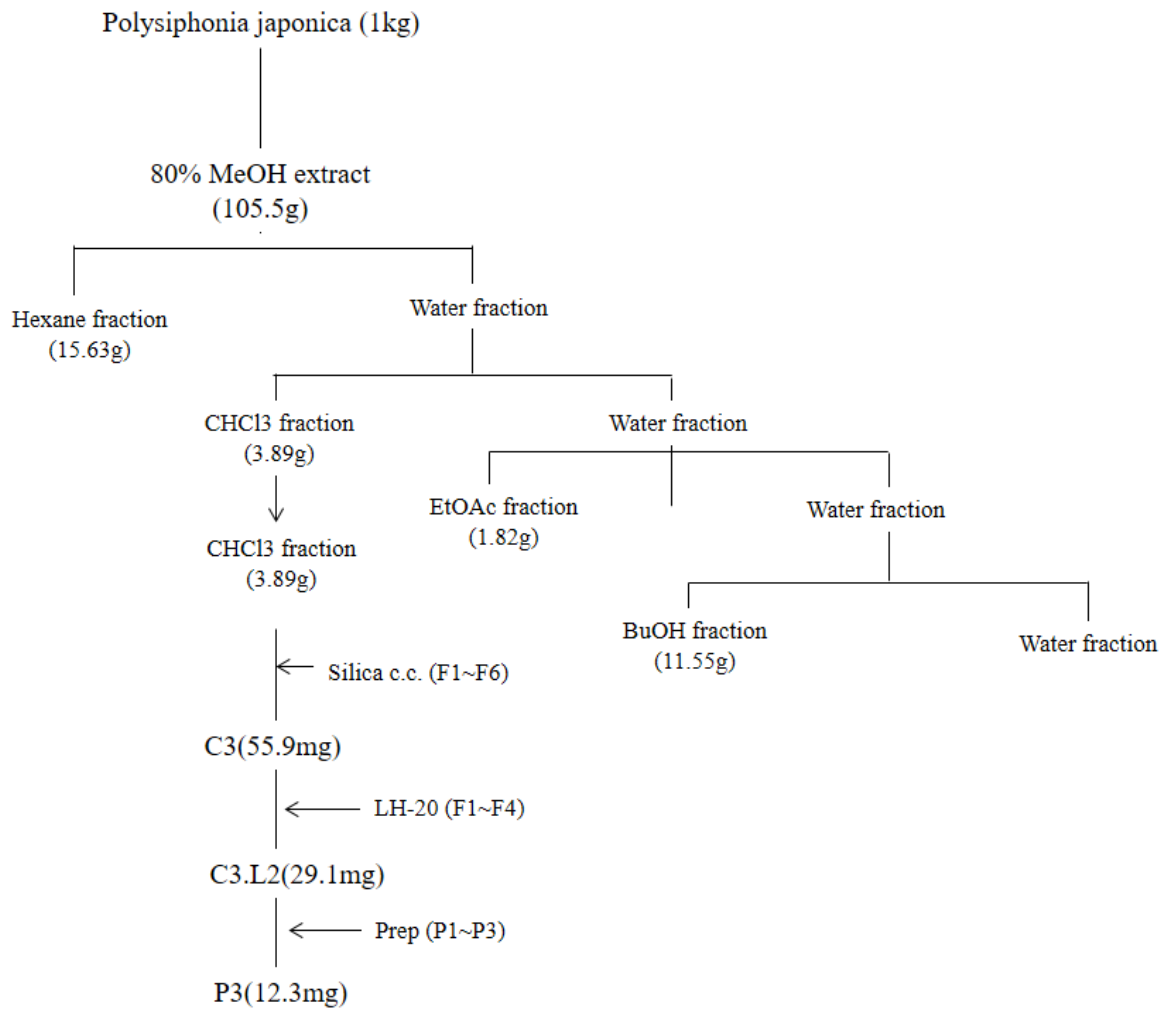 Polysiphonia japonica (1kg)
80% MeOH extract
(105.5g)
Hexane fraction
(15.63g)
Water fraction
CHCl3 fraction
(3.89g)
Water fraction
EtOAc fraction
(1.82g)
Water fraction
CHCl3 fraction
(3.89g)
BuOH fraction
(11.55g)
Water fraction
Silica c.c. (F1~F6)
C3(55.9mg)
LH-20 (F1~F4)
C3.L2(29.1mg)
Prep (P1~P3)
P3(12.3mg)